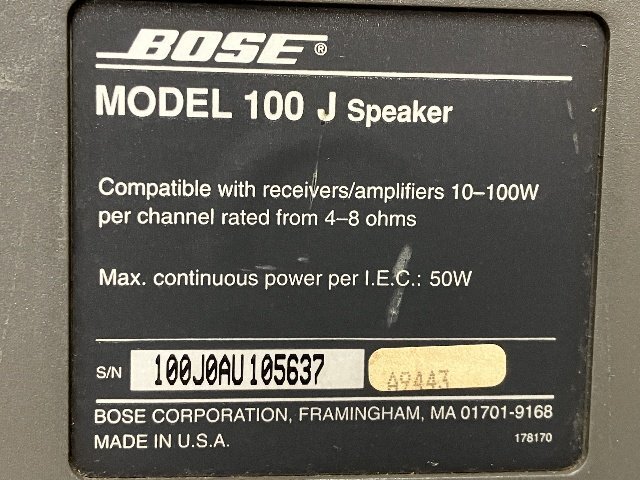 BOSE®
MODEL 100 J Speaker
Compatible with receivers/amplifiers 10–100W
per channel rated from 4–8 ohms
Max. continuous power per I.E.C.: 50W
S/N 100J0AU105637 A9443
BOSE CORPORATION, FRAMINGHAM, MA 01701-9168
MADE IN U.S.A. 178170